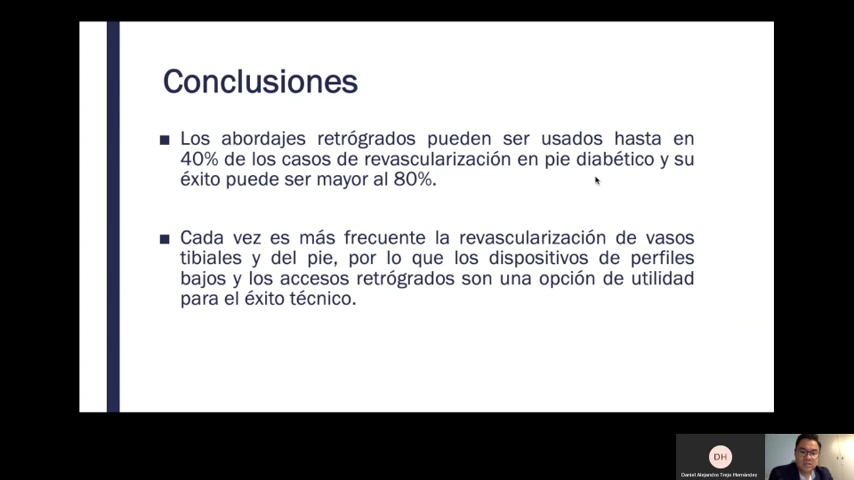 Conclusiones
■ Los abordajes retrógrados pueden ser usados hasta en
40% de los casos de revascularización en pie diabético y su
éxito puede ser mayor al 80%.
■ Cada vez es más frecuente la revascularización de vasos
tibiales y del pie, por lo que los dispositivos de perfiles
bajos y los accesos retrógrados son una opción de utilidad
para el éxito técnico.
DH
Daniel Alejandos Trejo Hernández